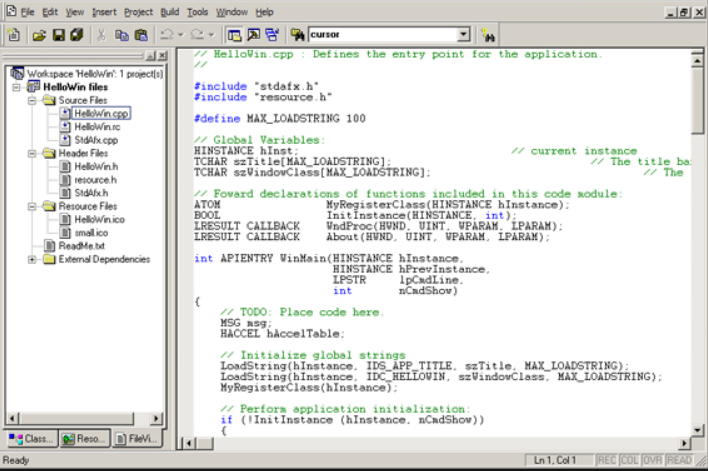 File Edit View Insert Project Build Tools Window Help
cursor
Workspace 'HelloWin': 1 project(s)
HelloWin files
Source Files
HelloWin.cpp
HelloWin.rc
StdAfx.cpp
Header Files
HelloWin.h
resource.h
StdAfx.h
Resource Files
HelloWin.ico
small.ico
ReadMe.txt
External Dependencies
Class...
Reso...
FileVi...
// HelloWin.cpp : Defines the entry point for the application.
//
#include "stdafx.h"
#include "resource.h"
#define MAX_LOADSTRING 100
// Global Variables:
HINSTANCE hInst; // current instance
TCHAR szTitle[MAX_LOADSTRING]; // The title ba
TCHAR szWindowClass[MAX_LOADSTRING]; // The
// Foward declarations of functions included in this code module:
ATOM MyRegisterClass(HINSTANCE hInstance);
BOOL InitInstance(HINSTANCE, int);
LRESULT CALLBACK WndProc(HWND, UINT, WPARAM, LPARAM);
LRESULT CALLBACK About(HWND, UINT, WPARAM, LPARAM);
int APIENTRY WinMain(HINSTANCE hInstance,
HINSTANCE hPrevInstance,
LPSTR lpCmdLine,
int nCmdShow)
{
// TODO: Place code here.
MSG msg;
HACCEL hAccelTable;
// Initialize global strings
LoadString(hInstance, IDS_APP_TITLE, szTitle, MAX_LOADSTRING);
LoadString(hInstance, IDC_HELLOWIN, szWindowClass, MAX_LOADSTRING);
MyRegisterClass(hInstance);
// Perform application initialization:
if (!InitInstance (hInstance, nCmdShow))
{
Ready
Ln 1, Col 1
REC COL OVR READ